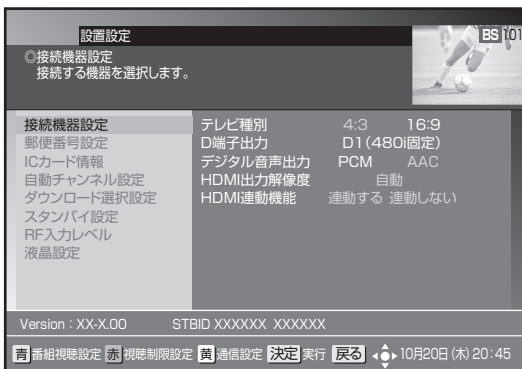 設置設定
BS 101
◎接続機器設定
接続する機器を選択します。
接続機器設定
郵便番号設定
ICカード情報
自動チャンネル設定
ダウンロード選択設定
スタンバイ設定
RF入力レベル
液晶設定
テレビ種別 4:3 16:9
D端子出力 D1(480i固定)
デジタル音声出力 PCM AAC
HDMI出力解像度 自動
HDMI連動機能 連動する 連動しない
Version : XX-X.00 STBID XXXXXX XXXXXX
青 番組視聴設定 赤 視聴制限設定 黄 通信設定 決定 実行 戻る 10月20日(木) 20:45